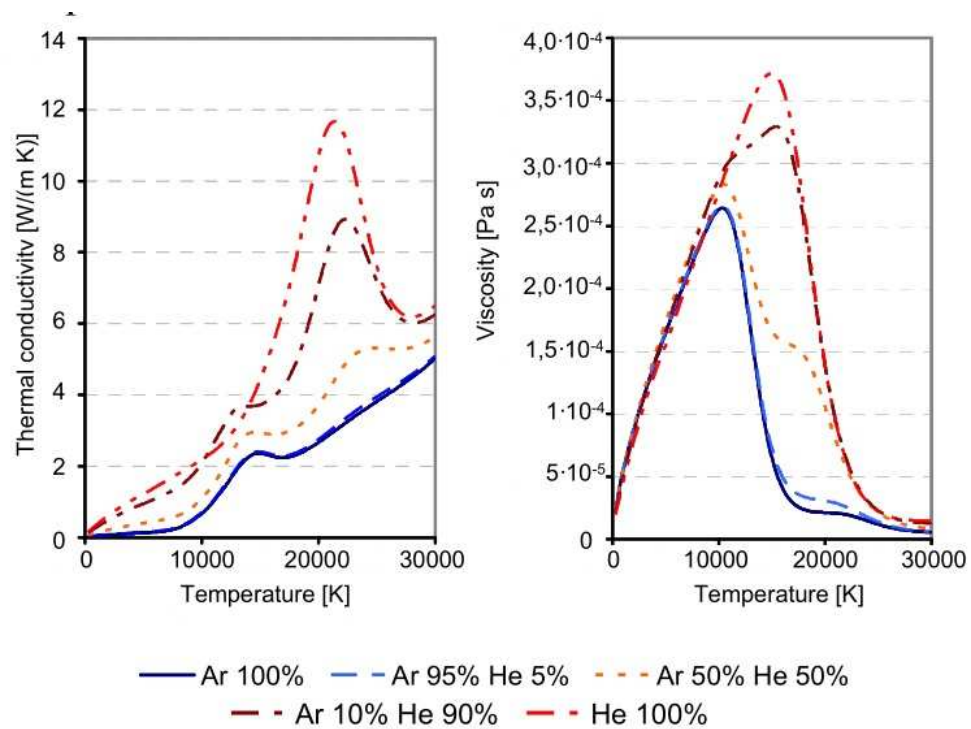 14
12
10
8
6
4
2
0
Thermal conductivity [W/(m K)]
0 10000 20000 30000
Temperature [K]
4,0·10-4
3,5·10-4
3,0·10-4
2,5·10-4
2,0·10-4
1,5·10-4
1·10-4
5·10-5
0
Viscosity [Pa s]
0 10000 20000 30000
Temperature [K]
Ar 100% Ar 95% He 5% Ar 50% He 50%
Ar 10% He 90% He 100%